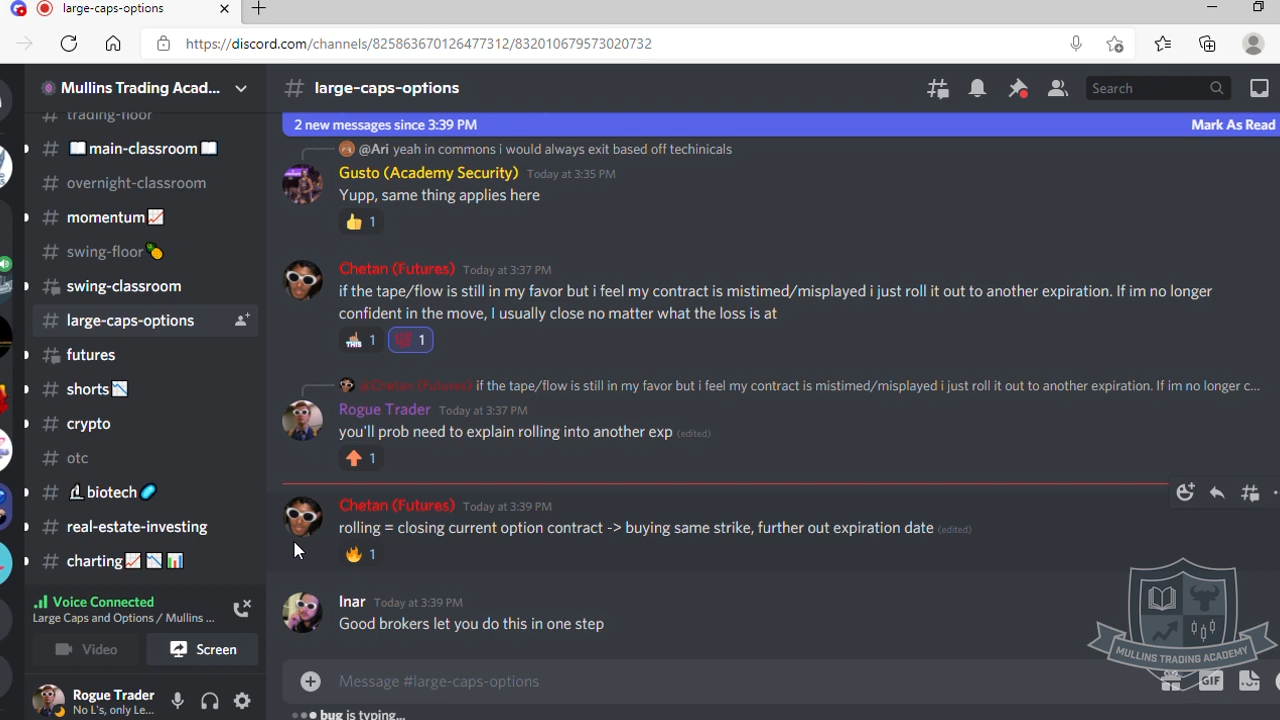 large-caps-options
https://discord.com/channels/825863670126477312/832010679573020732
Mullins Trading Acad...
trading-floor
main-classroom
overnight-classroom
momentum
swing-floor
swing-classroom
large-caps-options
futures
shorts
crypto
otc
biotech
real-estate-investing
charting
Voice Connected
Large Caps and Options / Mullins ...
Video
Screen
Rogue Trader
No L's, only Le...
# large-caps-options
Search
2 new messages since 3:39 PM
Mark As Read
@Ari yeah in commons i would always exit based off techinicals
Gusto (Academy Security) Today at 3:35 PM
Yupp, same thing applies here
1
Chetan (Futures) Today at 3:37 PM
if the tape/flow is still in my favor but i feel my contract is mistimed/misplayed i just roll it out to another expiration. If im no longer
confident in the move, I usually close no matter what the loss is at
THIS 1 1
@Chetan (Futures) if the tape/flow is still in my favor but i feel my contract is mistimed/misplayed i just roll it out to another expiration. If im no longer c...
Rogue Trader Today at 3:37 PM
you'll prob need to explain rolling into another exp (edited)
1
Chetan (Futures) Today at 3:39 PM
rolling = closing current option contract -> buying same strike, further out expiration date (edited)
1
Inar Today at 3:39 PM
Good brokers let you do this in one step
Message #large-caps-options
GIF
bug is typing...
MULLINS TRADING ACADEMY